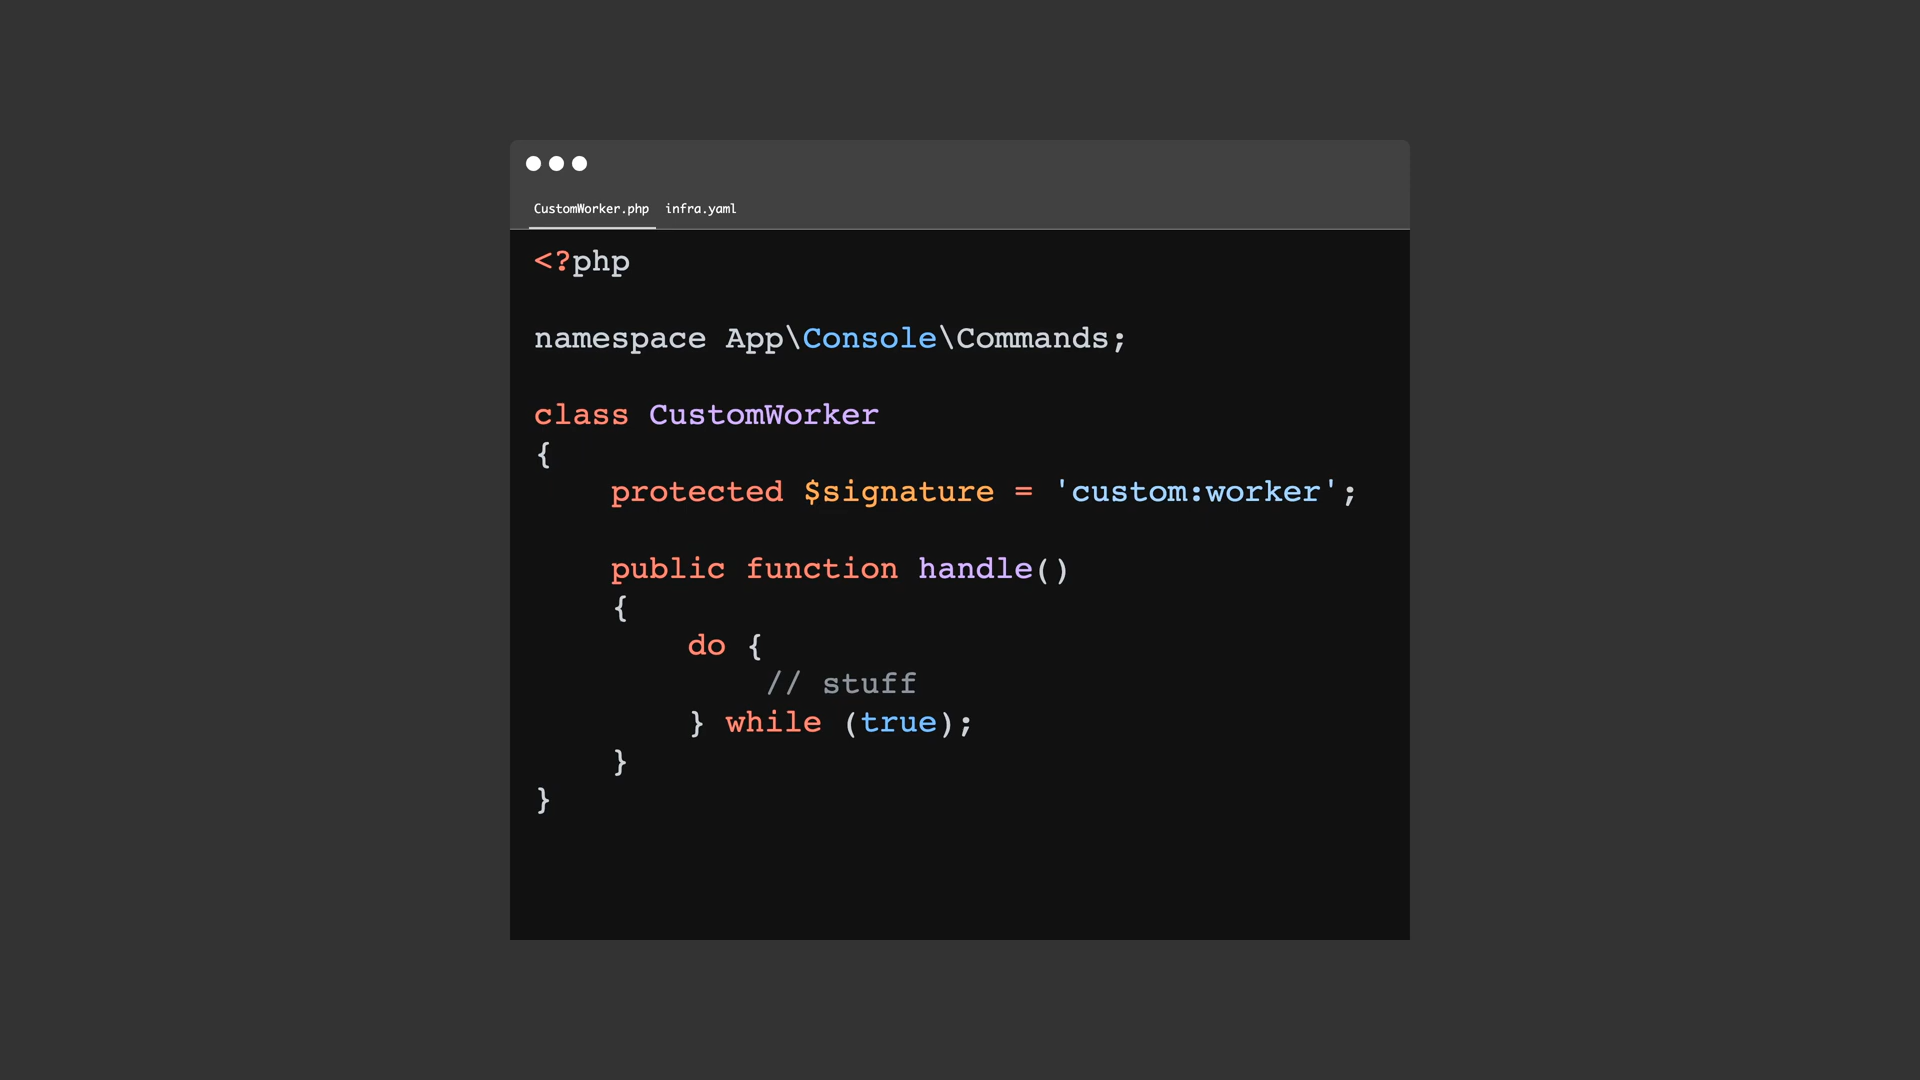 CustomWorker.php infra.yaml
<?php
namespace App\Console\Commands;
class CustomWorker
{
protected $signature = 'custom:worker';
public function handle()
{
do {
// stuff
} while (true);
}
}